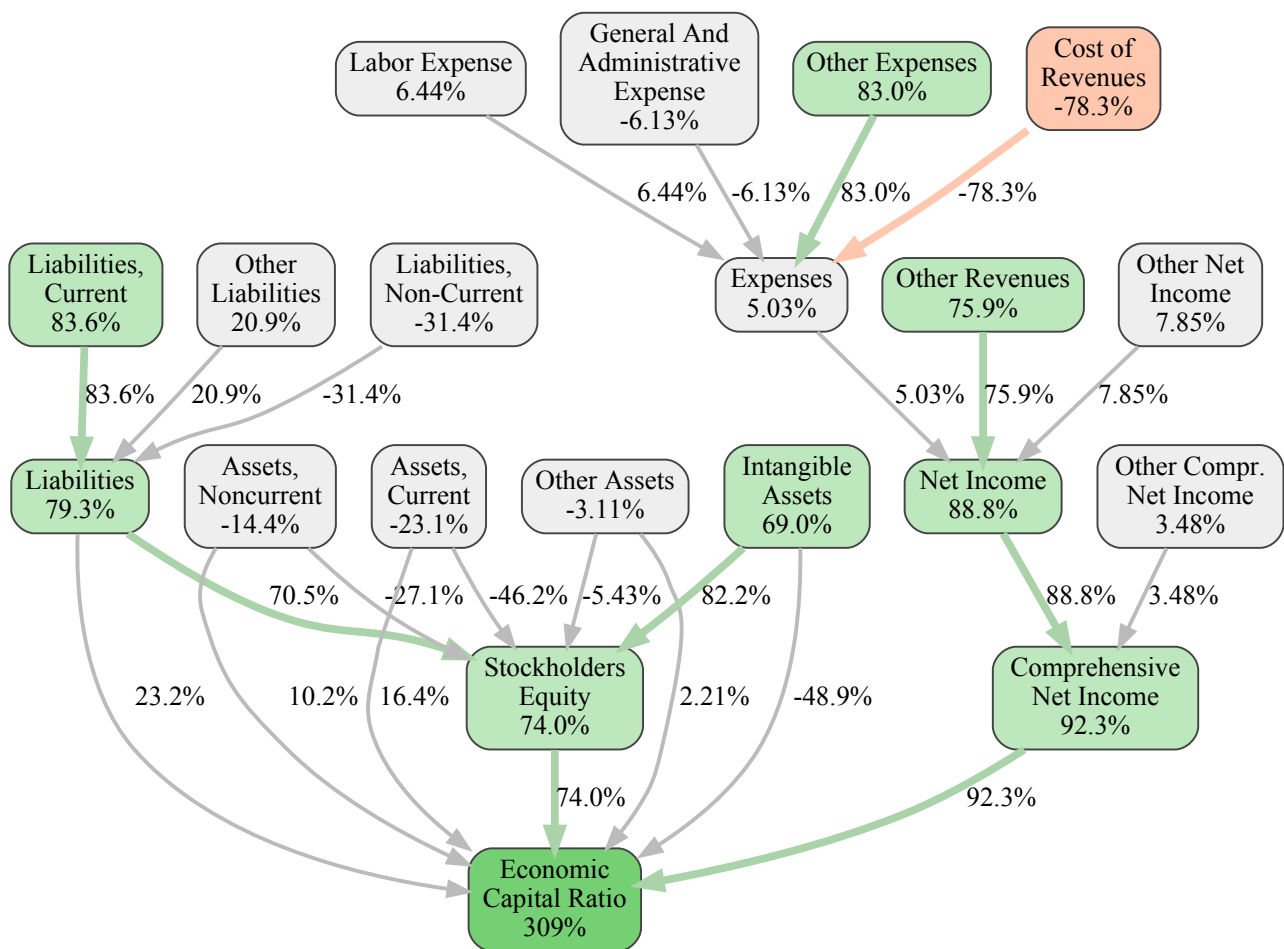 Labor Expense
6.44%
General And
Administrative
Expense
-6.13%
Other Expenses
83.0%
Cost of
Revenues
-78.3%
6.44%
-6.13%
83.0%
-78.3%
Liabilities,
Current
83.6%
Other
Liabilities
20.9%
Liabilities,
Non-Current
-31.4%
Expenses
5.03%
Other Revenues
75.9%
Other Net
Income
7.85%
83.6%
20.9%
-31.4%
5.03%
75.9%
7.85%
Liabilities
79.3%
Assets,
Noncurrent
-14.4%
Assets,
Current
-23.1%
Other Assets
-3.11%
Intangible
Assets
69.0%
Net Income
88.8%
Other Compr.
Net Income
3.48%
70.5%
-27.1%
-46.2%
-5.43%
82.2%
88.8%
3.48%
Stockholders
Equity
74.0%
Comprehensive
Net Income
92.3%
23.2%
10.2%
16.4%
2.21%
-48.9%
74.0%
92.3%
Economic
Capital Ratio
309%